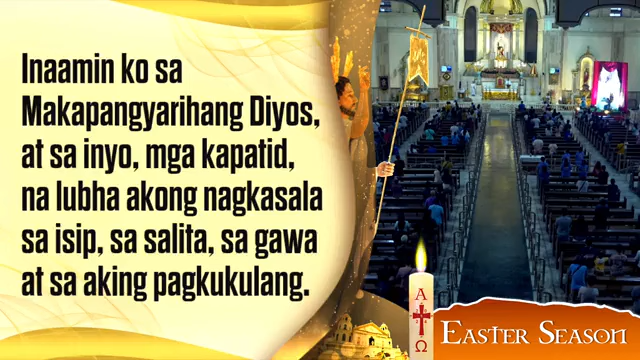 Inaamin ko sa
Makapangyarihang Diyos,
at sa inyo, mga kapatid,
na lubha akong nagkasala
sa isip, sa salita, sa gawa
at sa aking pagkukulang.
Α
Ω
EASTER SEASON